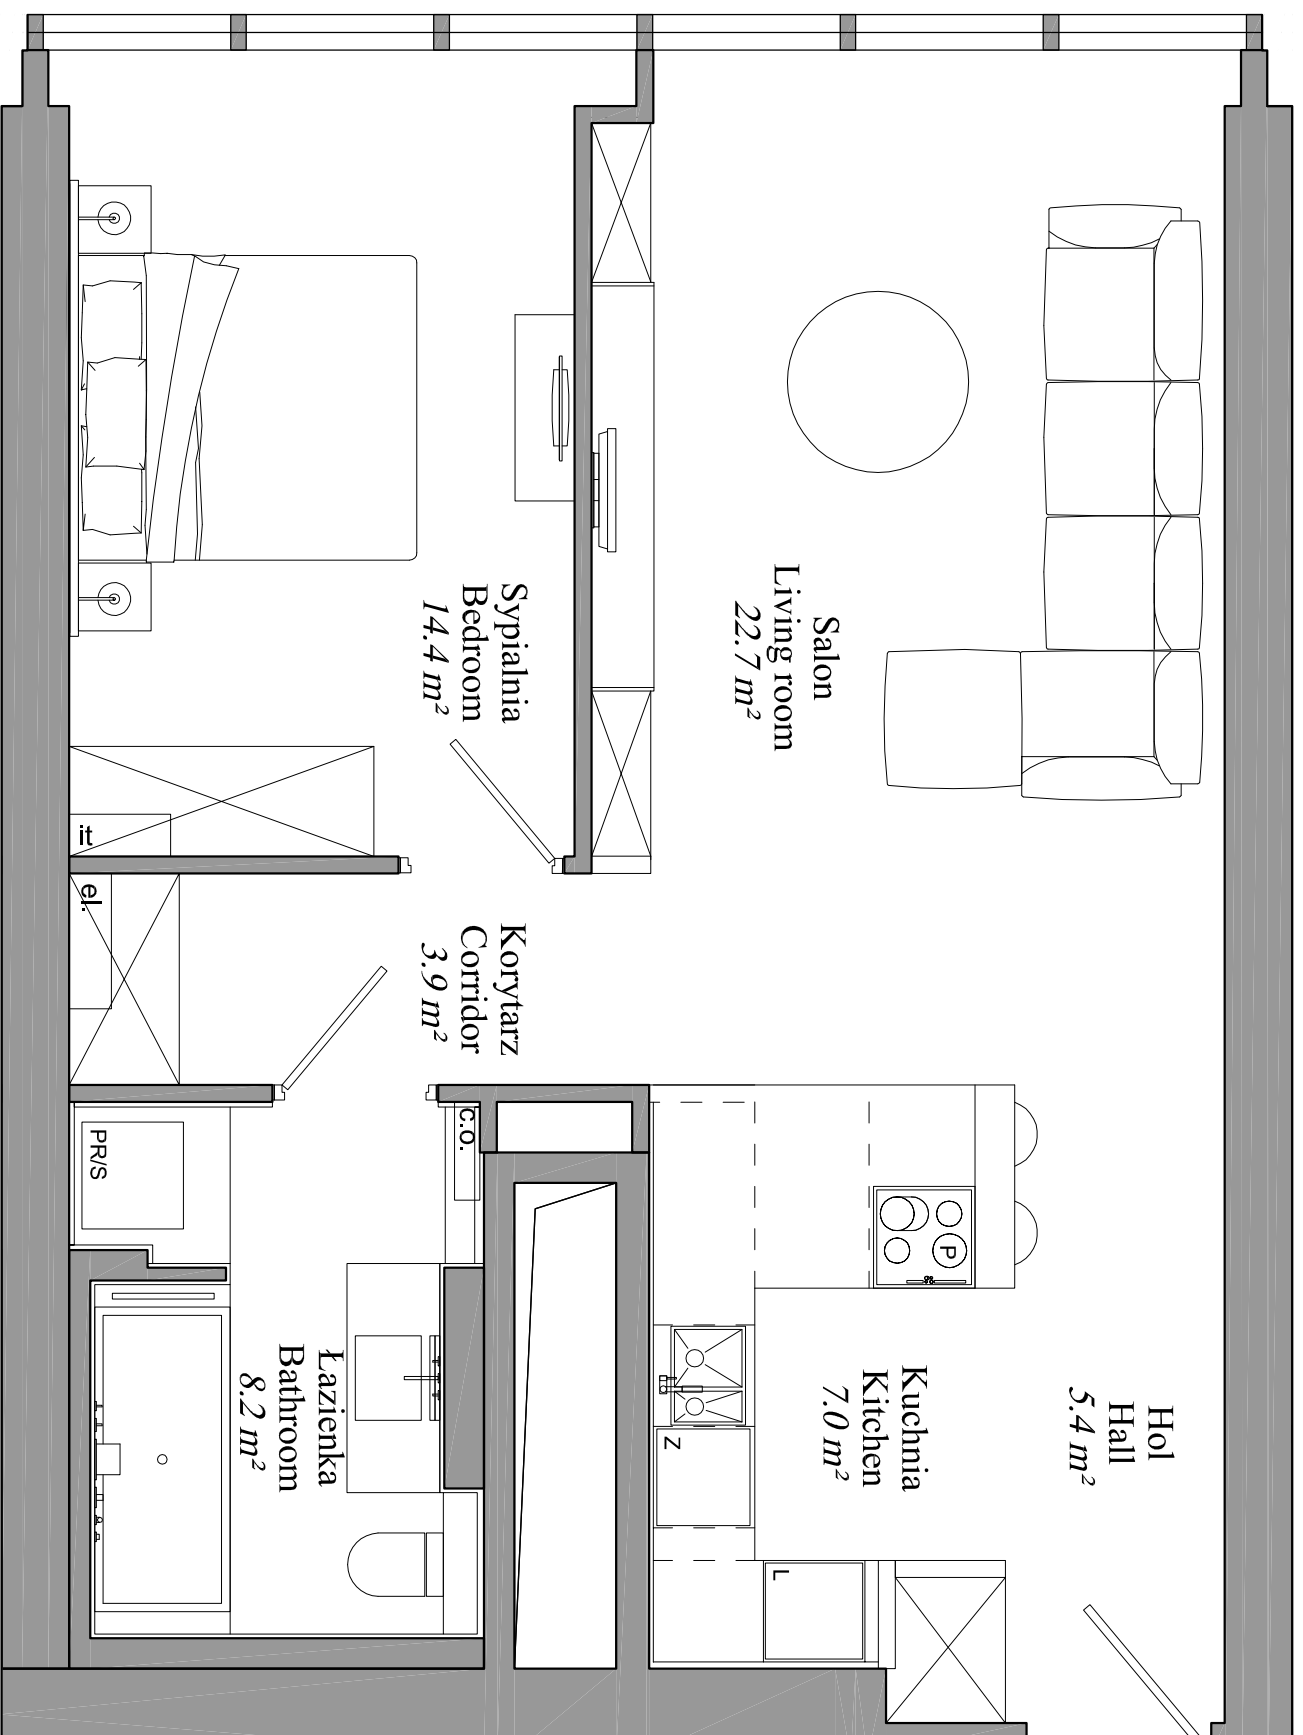 Salon
Living room
22.7 m²
Sypialnia
Bedroom
14.4 m²
it
el.
Korytarz
Corridor
3.9 m²
c.o.
PR/S
P
Hol
Hall
5.4 m²
Kuchnia
Kitchen
7.0 m²
Łazienka
Bathroom
8.2 m²
Z
L